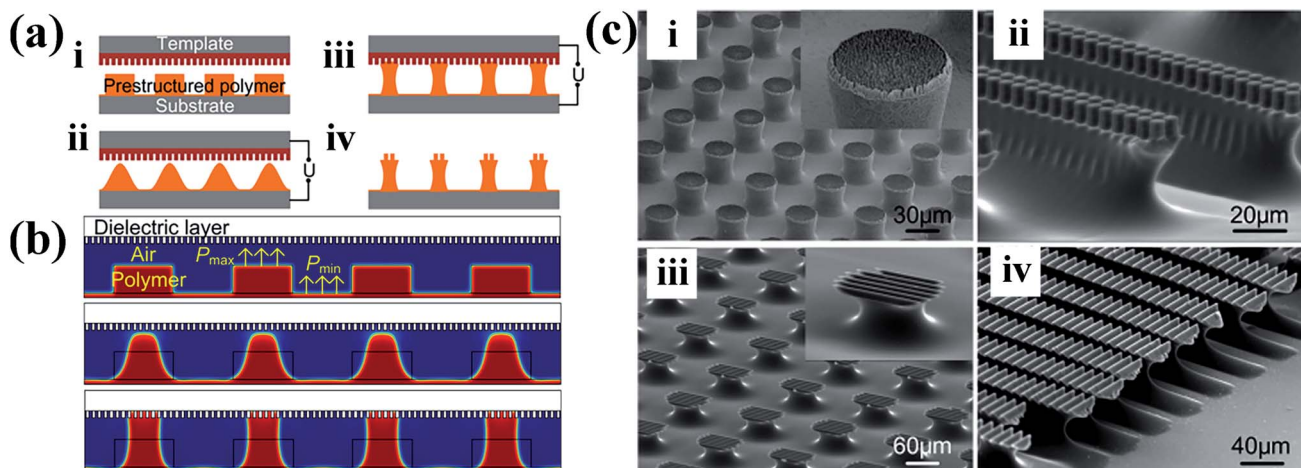 (a)
i
Template
Prestructured polymer
Substrate
iii
U
ii
U
iv
(b)
Dielectric layer
Air
Polymer
Pmax
Pmin
(c)
i
30μm
ii
20μm
iii
60μm
iv
40μm